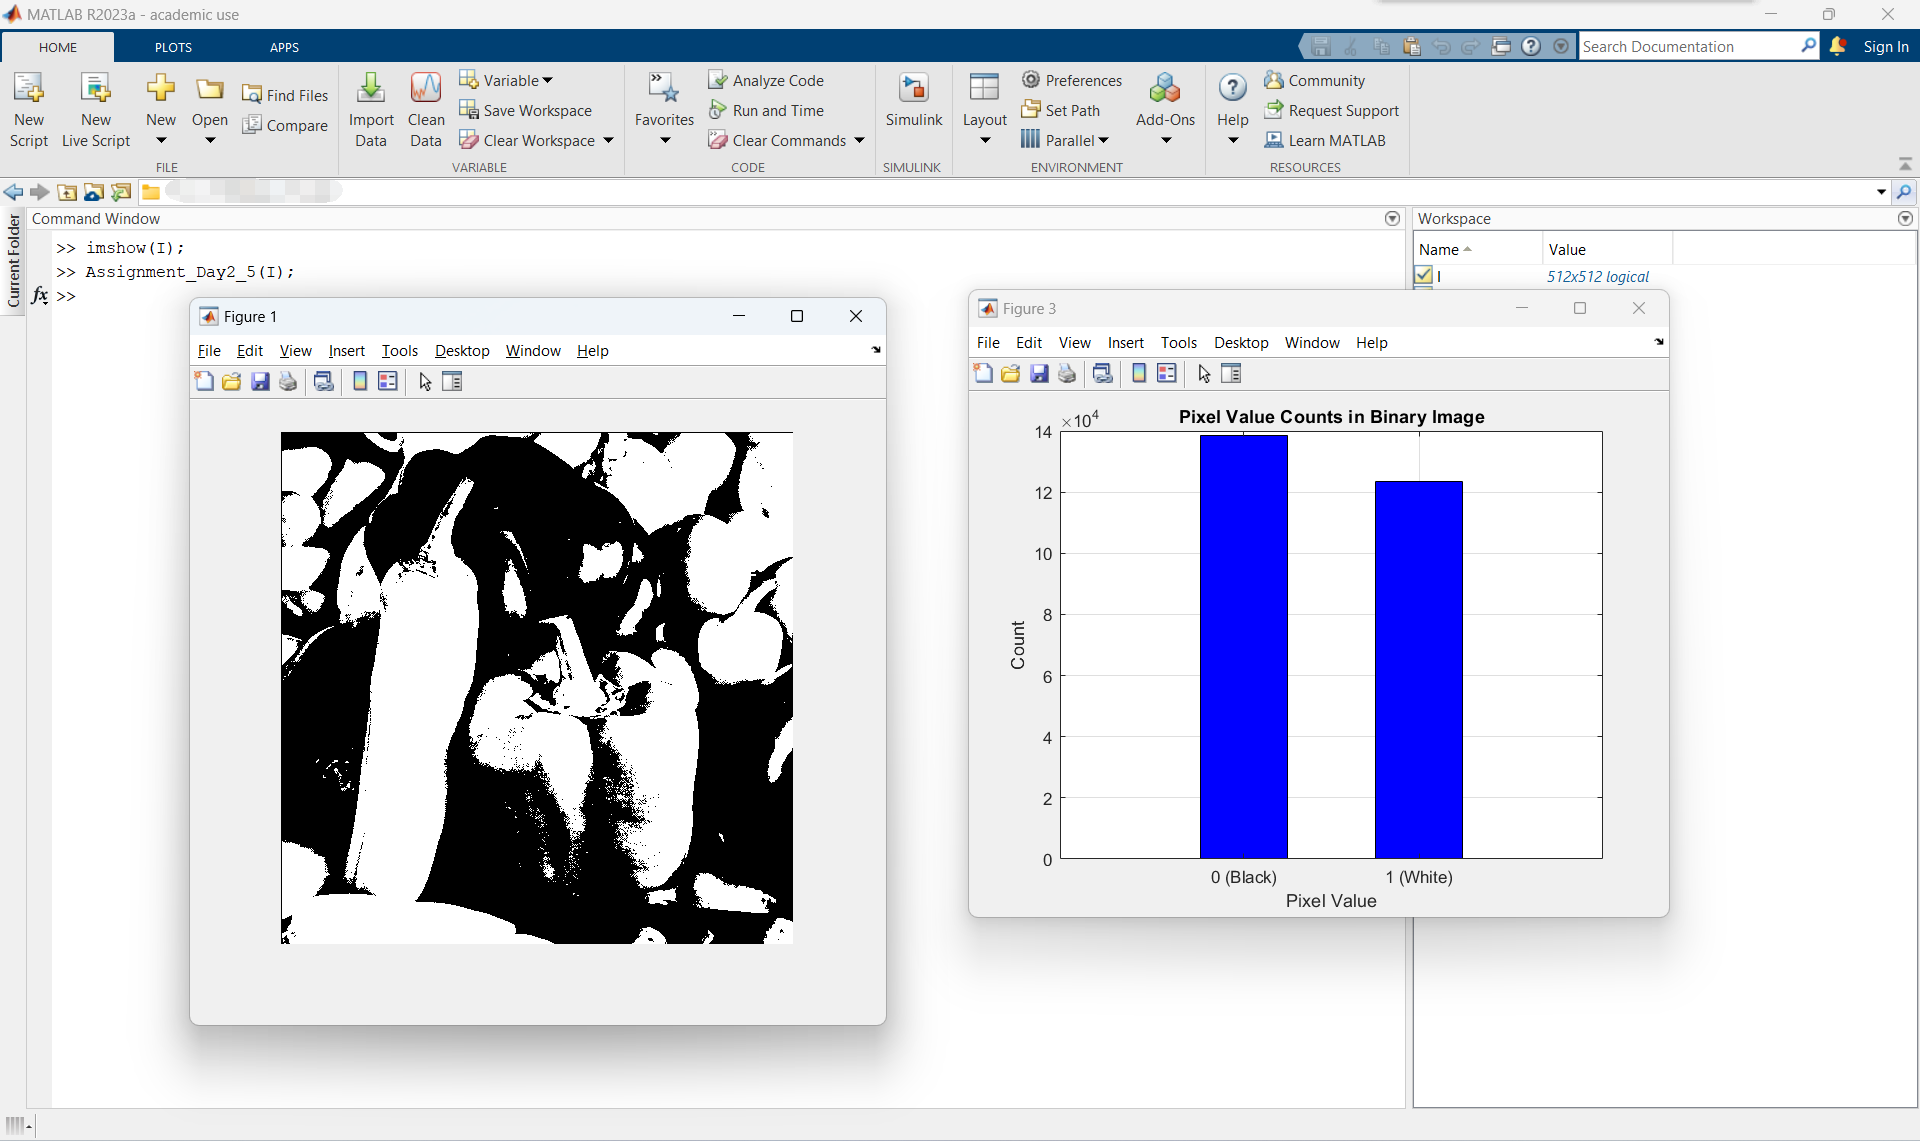 MATLAB R2023a - academic use
HOME PLOTS APPS
Search Documentation
Sign In
New Script
New Live Script
New
Open
Find Files
Compare
FILE
Import Data
Clean Data
Variable
Save Workspace
Clear Workspace
VARIABLE
Favorites
Analyze Code
Run and Time
Clear Commands
CODE
Simulink
SIMULINK
Layout
Preferences
Set Path
Parallel
Add-Ons
ENVIRONMENT
Help
Community
Request Support
Learn MATLAB
RESOURCES
Current Folder
Command Window
>> imshow(I);
>> Assignment_Day2_5(I);
fx >>
Workspace
Name Value
I 512x512 logical
Figure 1
File Edit View Insert Tools Desktop Window Help
Figure 3
File Edit View Insert Tools Desktop Window Help
Pixel Value Counts in Binary Image
×10^4
14
12
10
8
6
4
2
0
Count
0 (Black) 1 (White)
Pixel Value